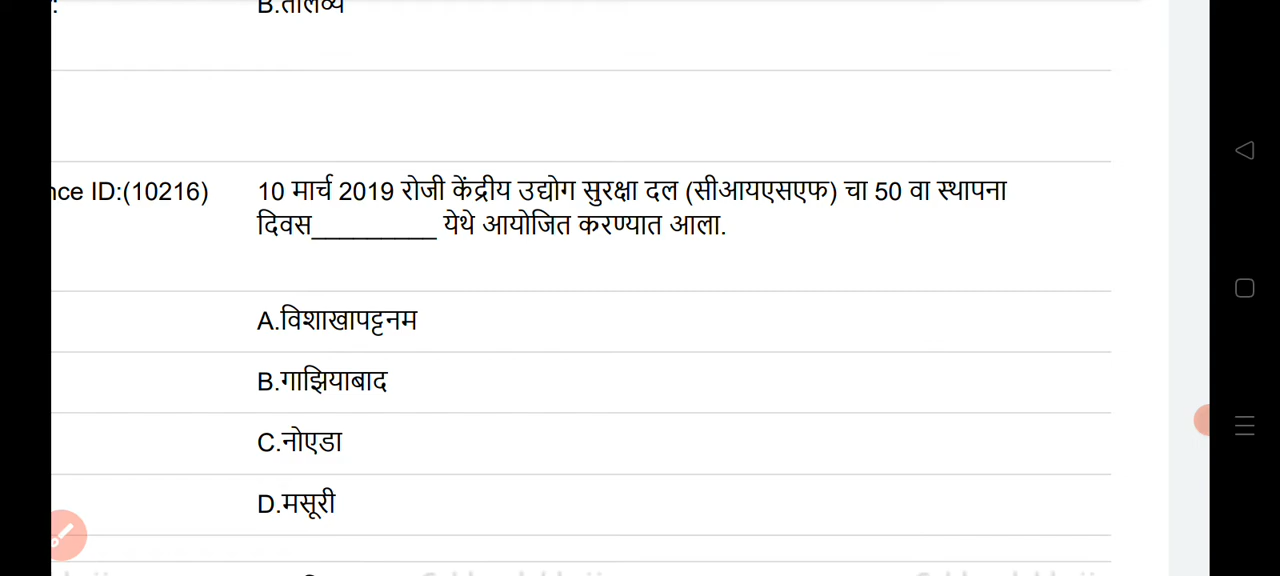 B.तालव्य
nce ID:(10216) 10 मार्च 2019 रोजी केंद्रीय उद्योग सुरक्षा दल (सीआयएसएफ) चा 50 वा स्थापना
दिवस_________ येथे आयोजित करण्यात आला.
A.विशाखापट्टनम
B.गाझियाबाद
C.नोएडा
D.मसूरी